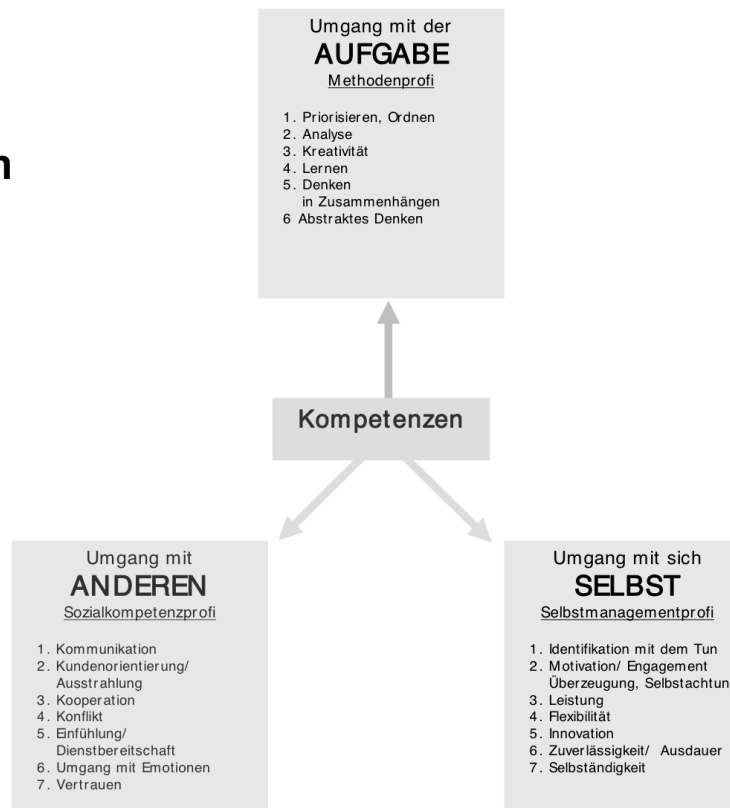 Umgang mit der
AUFGABE
Methodenprofi
1. Priorisieren, Ordnen
2. Analyse
3. Kreativität
4. Lernen
5. Denken
in Zusammenhängen
6 Abstraktes Denken
Kompetenzen
Umgang mit
ANDEREN
Sozialkompetenzprofi
1. Kommunikation
2. Kundenorientierung/
Ausstrahlung
3. Kooperation
4. Konflikt
5. Einfühlung/
Dienstbereitschaft
6. Umgang mit Emotionen
7. Vertrauen
Umgang mit sich
SELBST
Selbstmanagementprofi
1. Identifikation mit dem Tun
2. Motivation/ Engagement
Überzeugung, Selbstachtun
3. Leistung
4. Flexibilität
5. Innovation
6. Zuverlässigkeit/ Ausdauer
7. Selbständigkeit